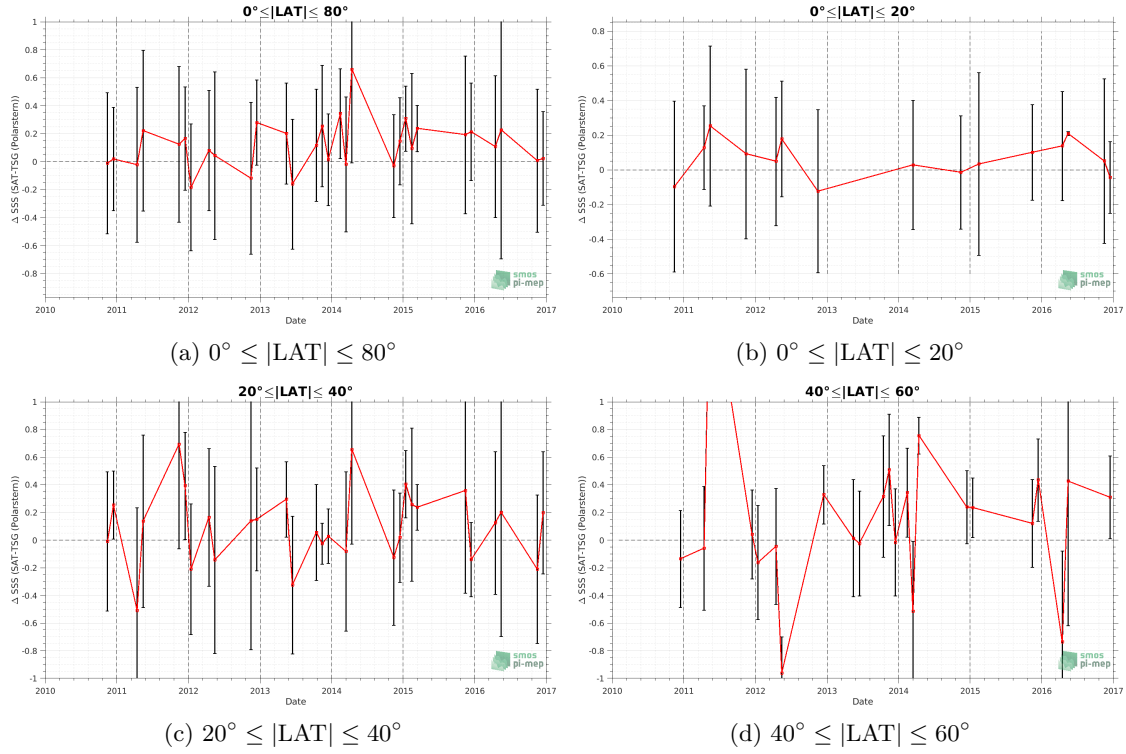 0°≤|LAT|≤ 80°
Δ SSS (SAT-TSG (Polarstern))
1
0.8
0.6
0.4
0.2
0
-0.2
-0.4
-0.6
-0.8
2010 2011 2012 2013 2014 2015 2016 2017
Date
smos
pi-mep
(a) 0° ≤ |LAT| ≤ 80°
0°≤|LAT|≤ 20°
Δ SSS (SAT-TSG (Polarstern))
0.8
0.6
0.4
0.2
0
-0.2
-0.4
-0.6
2010 2011 2012 2013 2014 2015 2016 2017
Date
smos
pi-mep
(b) 0° ≤ |LAT| ≤ 20°
20°≤|LAT|≤ 40°
Δ SSS (SAT-TSG (Polarstern))
1
0.8
0.6
0.4
0.2
0
-0.2
-0.4
-0.6
-0.8
-1
2010 2011 2012 2013 2014 2015 2016 2017
Date
smos
pi-mep
(c) 20° ≤ |LAT| ≤ 40°
40°≤|LAT|≤ 60°
Δ SSS (SAT-TSG (Polarstern))
1
0.8
0.6
0.4
0.2
0
-0.2
-0.4
-0.6
-0.8
-1
2010 2011 2012 2013 2014 2015 2016 2017
Date
smos
pi-mep
(d) 40° ≤ |LAT| ≤ 60°